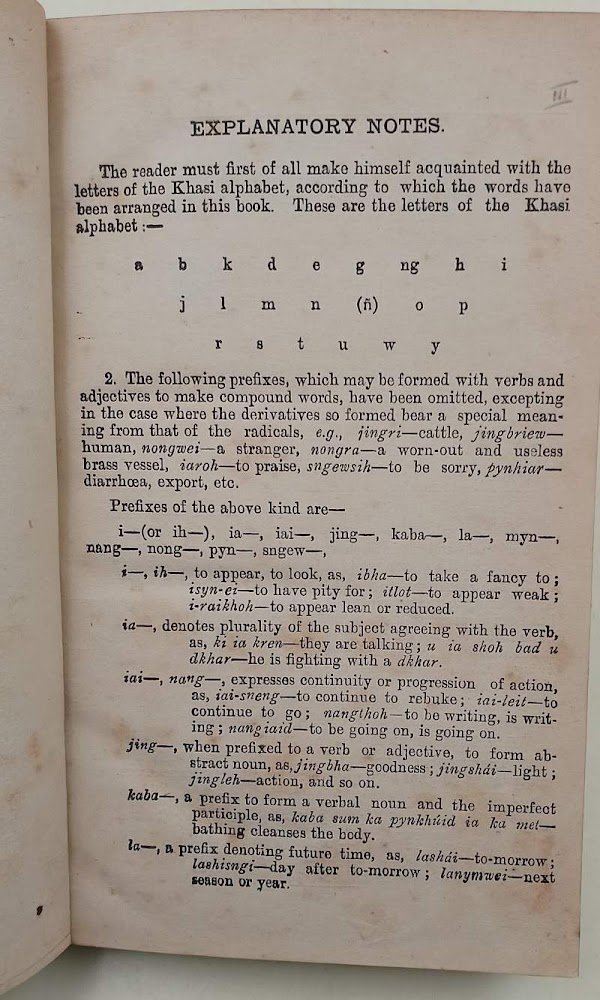 III
EXPLANATORY NOTES.
The reader must first of all make himself acquainted with the
letters of the Khasi alphabet, according to which the words have
been arranged in this book. These are the letters of the Khasi
alphabet :—
a b k d e g ng h i
j l m n (ñ) o p
r s t u w y
2. The following prefixes, which may be formed with verbs and
adjectives to make compound words, have been omitted, excepting
in the case where the derivatives so formed bear a special mean-
ing from that of the radicals, e.g., jingri—cattle, jingbriew—
human, nongwei—a stranger, nongra—a worn-out and useless
brass vessel, iaroh—to praise, sngewsih—to be sorry, pynhiar—
diarrhœa, export, etc.
Prefixes of the above kind are—
i—(or ih—), ia—, iai—, jing—, kaba—, la—, myn—,
nang—, nong—, pyn—, sngew—,
i—, ih—, to appear, to look, as, ibha—to take a fancy to ;
isyn-ei—to have pity for ; itlot—to appear weak ;
i-raikhoh—to appear lean or reduced.
ia—, denotes plurality of the subject agreeing with the verb,
as, ki ia kren—they are talking ; u ia shoh bad u
dkhar—he is fighting with a dkhar.
iai—, nang—, expresses continuity or progression of action,
as, iai-sneng—to continue to rebuke ; iai-leit—to
continue to go ; nangthoh—to be writing, is writ-
ing ; nangiaid—to be going on, is going on.
jing—, when prefixed to a verb or adjective, to form ab-
stract noun, as, jingbha—goodness ; jingshái—light ;
jingleh—action, and so on.
kaba—, a prefix to form a verbal noun and the imperfect
participle, as, kaba sum ka pynkhúid ia ka met—
bathing cleanses the body.
la—, a prefix denoting future time, as, lashái—to-morrow ;
lashisngi—day after to-morrow ; lanymwei—next
season or year.